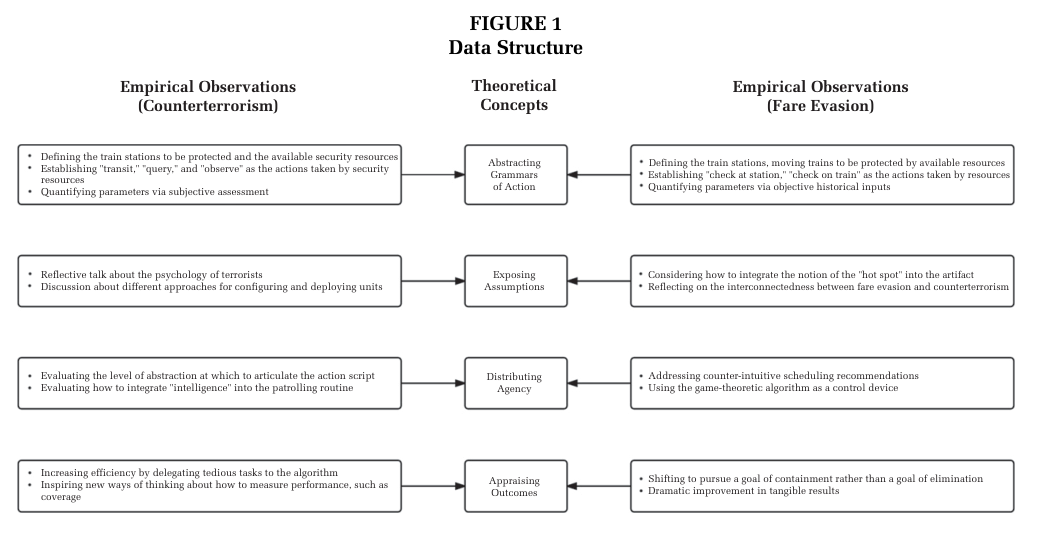 FIGURE 1
Data Structure
Empirical Observations
(Counterterrorism)
Theoretical
Concepts
Empirical Observations
(Fare Evasion)
• Defining the train stations to be protected and the available security resources
• Establishing "transit," "query," and "observe" as the actions taken by security
resources
• Quantifying parameters via subjective assessment
Abstracting
Grammars
of Action
• Defining the train stations, moving trains to be protected by available resources
• Establishing "check at station," "check on train" as the actions taken by resources
• Quantifying parameters via objective historical inputs
• Reflective talk about the psychology of terrorists
• Discussion about different approaches for configuring and deploying units
Exposing
Assumptions
• Considering how to integrate the notion of the "hot spot" into the artifact
• Reflecting on the interconnectedness between fare evasion and counterterrorism
• Evaluating the level of abstraction at which to articulate the action script
• Evaluating how to integrate "intelligence" into the patrolling routine
Distributing
Agency
• Addressing counter-intuitive scheduling recommendations
• Using the game-theoretic algorithm as a control device
• Increasing efficiency by delegating tedious tasks to the algorithm
• Inspiring new ways of thinking about how to measure performance, such as
coverage
Appraising
Outcomes
• Shifting to pursue a goal of containment rather than a goal of elimination
• Dramatic improvement in tangible results